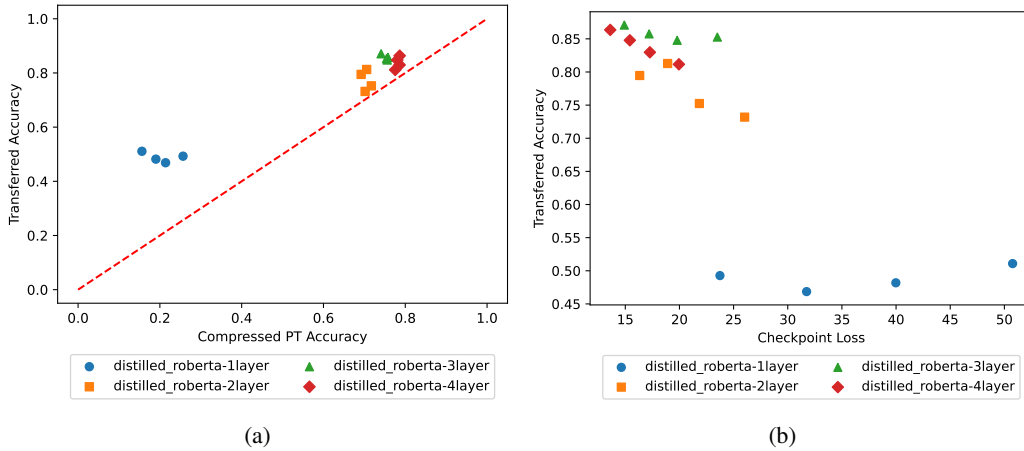 1.0
0.8
0.6
0.4
0.2
0.0
Transferred Accuracy
0.0 0.2 0.4 0.6 0.8 1.0
Compressed PT Accuracy
distilled_roberta-1layer distilled_roberta-3layer
distilled_roberta-2layer distilled_roberta-4layer
(a)
0.85
0.80
0.75
0.70
0.65
0.60
0.55
0.50
0.45
Transferred Accuracy
15 20 25 30 35 40 45 50
Checkpoint Loss
distilled_roberta-1layer distilled_roberta-3layer
distilled_roberta-2layer distilled_roberta-4layer
(b)